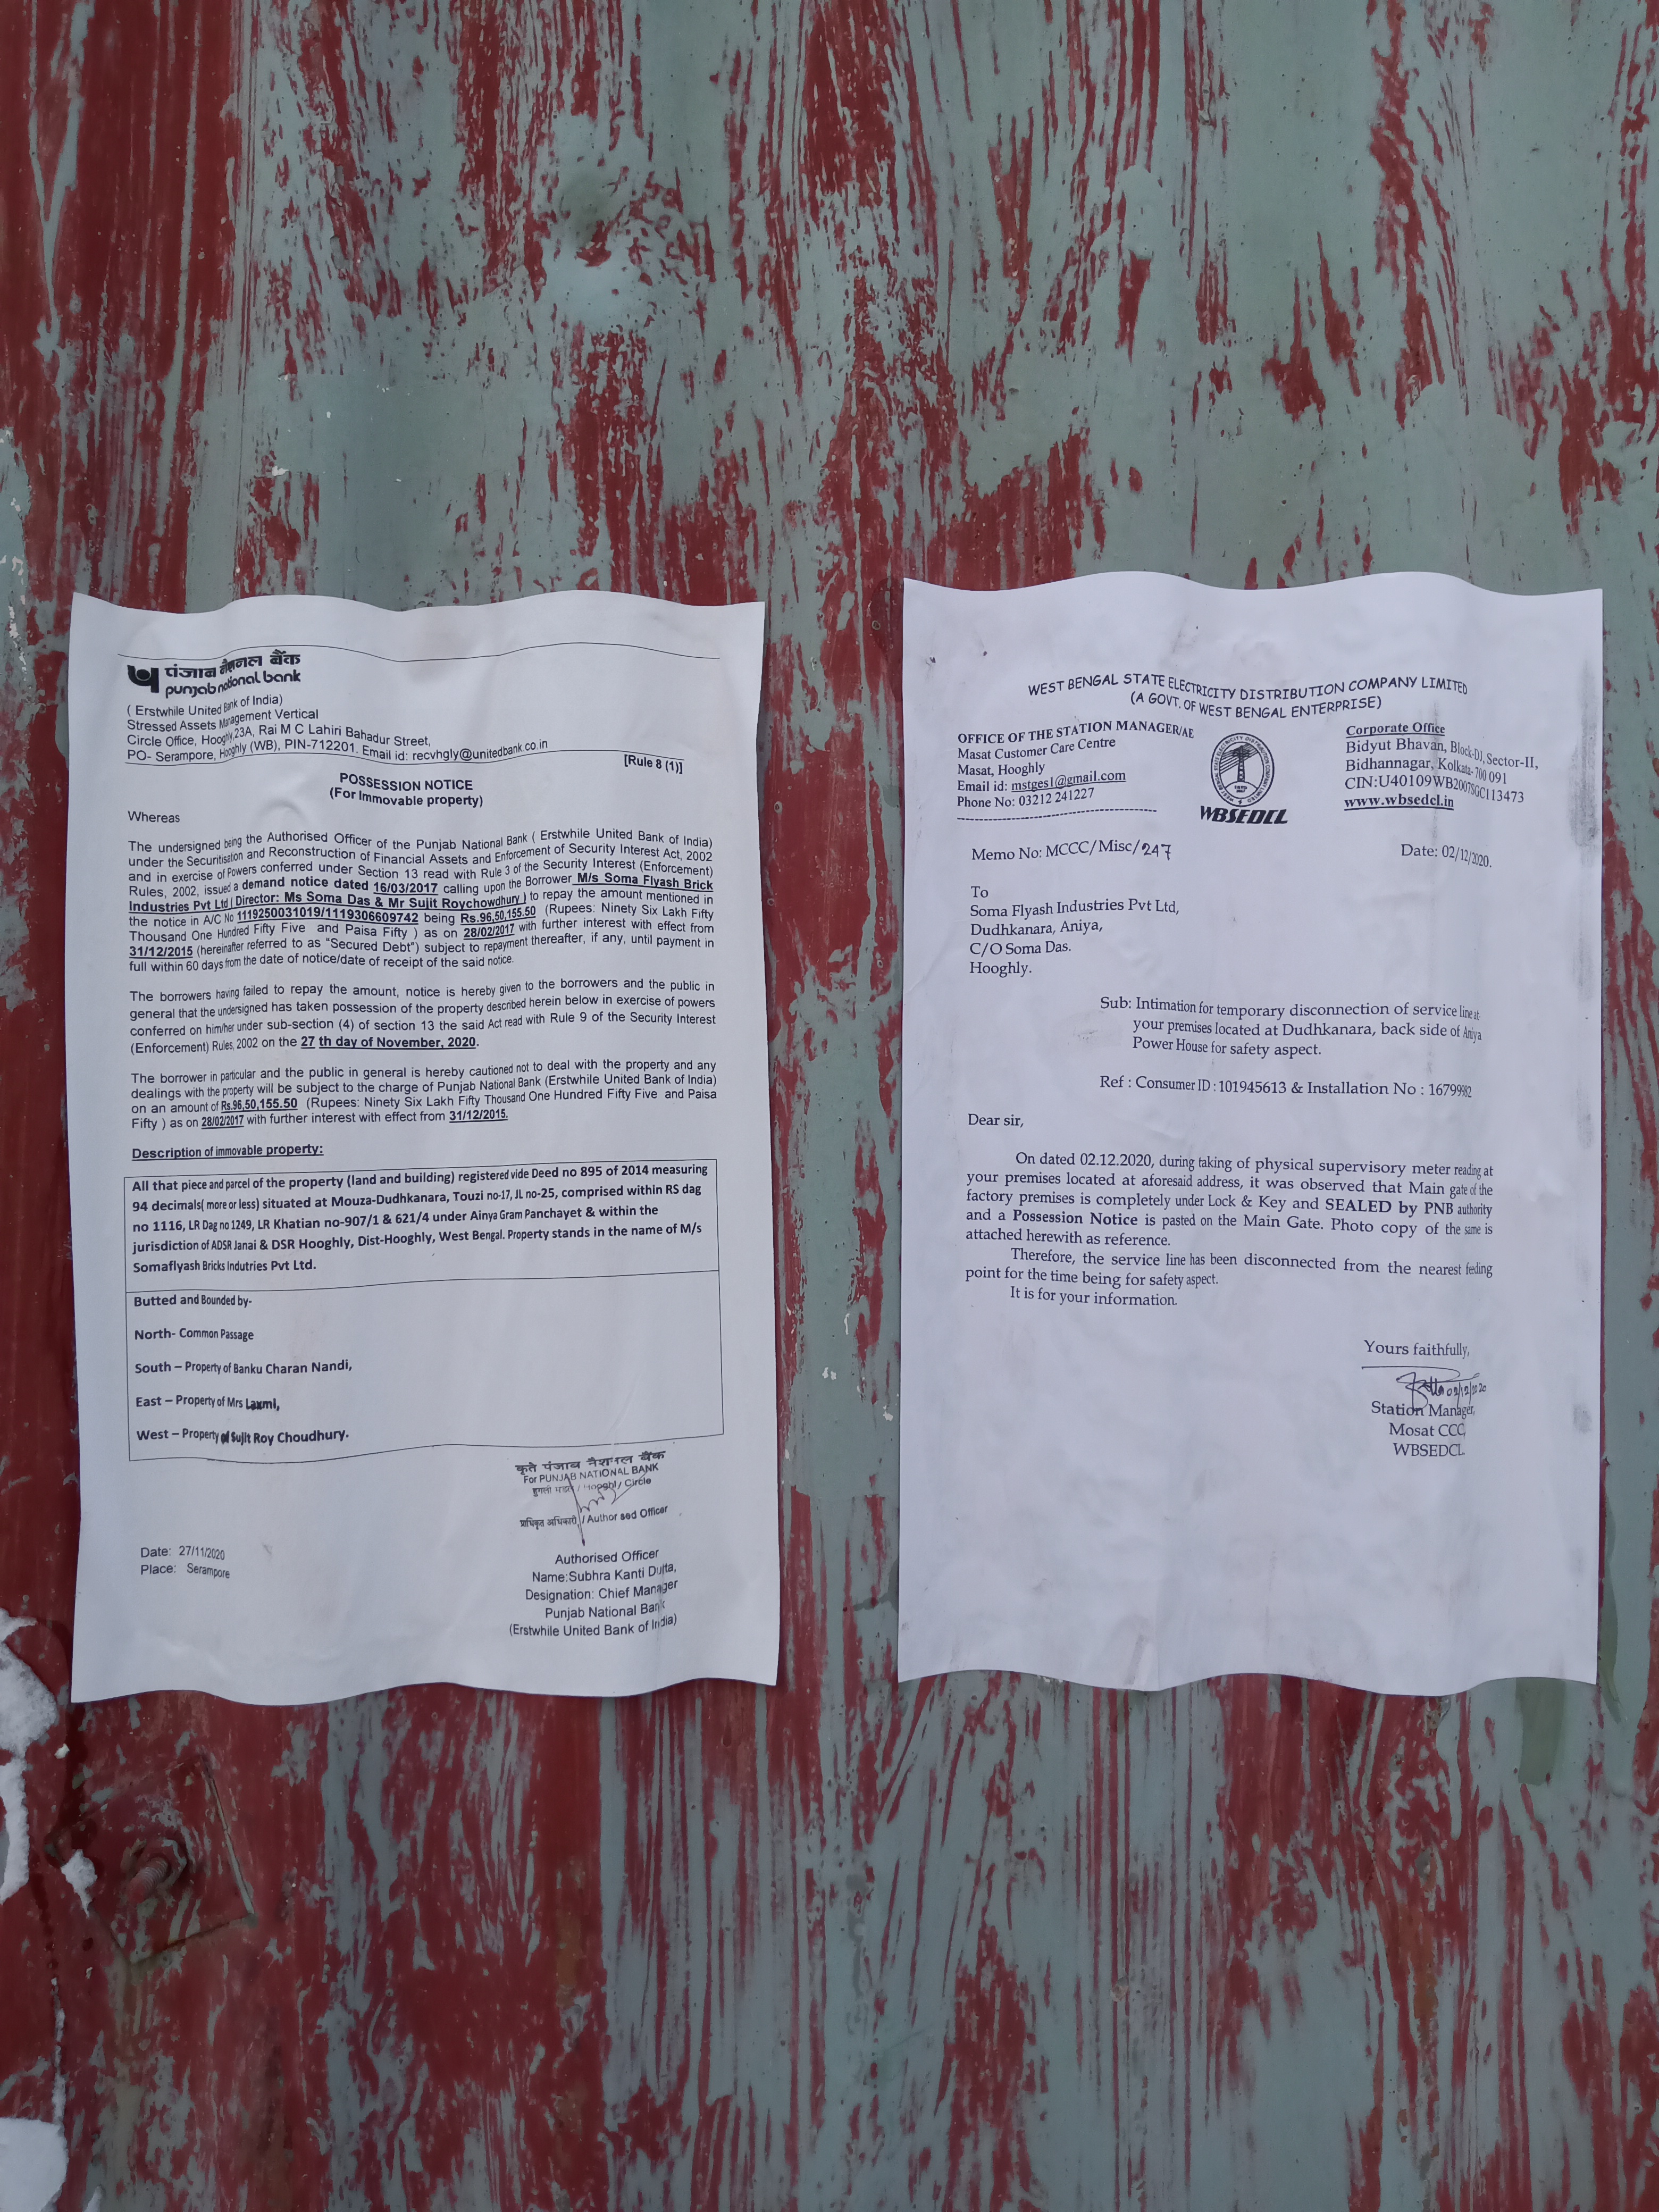 पंजाब नैशनल बैंक
punjab national bank
( Erstwhile United Bank of India)
Stressed Assets Management Vertical
Circle Office, Hooghly,23A, Rai M C Lahiri Bahadur Street,
PO- Serampore, Hooghly (WB), PIN-712201. Email id: recvhgly@unitedbank.co.in
[Rule 8 (1)]
POSSESSION NOTICE
(For Immovable property)
Whereas
The undersigned being the Authorised Officer of the Punjab National Bank ( Erstwhile United Bank of India)
under the Securitisation and Reconstruction of Financial Assets and Enforcement of Security Interest Act, 2002
and in exercise of Powers conferred under Section 13 read with Rule 3 of the Security Interest (Enforcement)
Rules, 2002, issued a demand notice dated 16/03/2017 calling upon the Borrower M/s Soma Flyash Brick
Industries Pvt Ltd ( Director: Ms Soma Das & Mr Sujit Roychowdhury ) to repay the amount mentioned in
the notice in A/C No 1119250031019/1119306609742 being Rs.96,50,155.50 (Rupees: Ninety Six Lakh Fifty
Thousand One Hundred Fifty Five and Paisa Fifty ) as on 28/02/2017 with further interest with effect from
31/12/2015 (hereinafter referred to as "Secured Debt") subject to repayment thereafter, if any, until payment in
full within 60 days from the date of notice/date of receipt of the said notice.
The borrowers having failed to repay the amount, notice is hereby given to the borrowers and the public in
general that the undersigned has taken possession of the property described herein below in exercise of powers
conferred on him/her under sub-section (4) of section 13 the said Act read with Rule 9 of the Security Interest
(Enforcement) Rules, 2002 on the 27 th day of November, 2020.
The borrower in particular and the public in general is hereby cautioned not to deal with the property and any
dealings with the property will be subject to the charge of Punjab National Bank (Erstwhile United Bank of India)
on an amount of Rs.96,50,155.50 (Rupees: Ninety Six Lakh Fifty Thousand One Hundred Fifty Five and Paisa
Fifty ) as on 28/02/2017 with further interest with effect from 31/12/2015.
Description of immovable property:
All that piece and parcel of the property (land and building) registered vide Deed no 895 of 2014 measuring
94 decimals( more or less) situated at Mouza-Dudhkanara, Touzi no-17, JL no-25, comprised within RS dag
no 1116, LR Dag no 1249, LR Khatian no-907/1 & 621/4 under Ainya Gram Panchayet & within the
jurisdiction of ADSR Janai & DSR Hooghly, Dist-Hooghly, West Bengal. Property stands in the name of M/s
Somaflyash Bricks Indutries Pvt Ltd.
Butted and Bounded by-
North- Common Passage
South – Property of Banku Charan Nandi,
East – Property of Mrs Laxmi,
West – Property of Sujit Roy Choudhury.
कृते पंजाब नैशनल बैंक
For PUNJAB NATIONAL BANK
हुगली मंडल / Hooghly Circle
प्राधिकृत अधिकारी / Authorised Officer
Date: 27/11/2020
Place: Serampore
Authorised Officer
Name:Subhra Kanti Dutta,
Designation: Chief Manager
Punjab National Bank
(Erstwhile United Bank of India)
WEST BENGAL STATE ELECTRICITY DISTRIBUTION COMPANY LIMITED
(A GOVT. OF WEST BENGAL ENTERPRISE)
OFFICE OF THE STATION MANAGER/AE
Masat Customer Care Centre
Masat, Hooghly
Email id: mstges1@gmail.com
Phone No: 03212 241227
WBSEDCL
Corporate Office
Bidyut Bhavan, Block-DJ, Sector-II,
Bidhannagar, Kolkata- 700 091
CIN:U40109WB2007SGC113473
www.wbsedcl.in
Memo No: MCCC/Misc/247
Date: 02/12/2020.
To
Soma Flyash Industries Pvt Ltd,
Dudhkanara, Aniya,
C/O Soma Das.
Hooghly.
Sub: Intimation for temporary disconnection of service line at
your premises located at Dudhkanara, back side of Aniya
Power House for safety aspect.
Ref : Consumer ID : 101945613 & Installation No : 1679982
Dear sir,
On dated 02.12.2020, during taking of physical supervisory meter reading at
your premises located at aforesaid address, it was observed that Main gate of the
factory premises is completely under Lock & Key and SEALED by PNB authority
and a Possession Notice is pasted on the Main Gate. Photo copy of the same is
attached herewith as reference.
Therefore, the service line has been disconnected from the nearest feding
point for the time being for safety aspect.
It is for your information.
Yours faithfully,
02/12/2020
Station Manager,
Mosat CCC,
WBSEDCL.